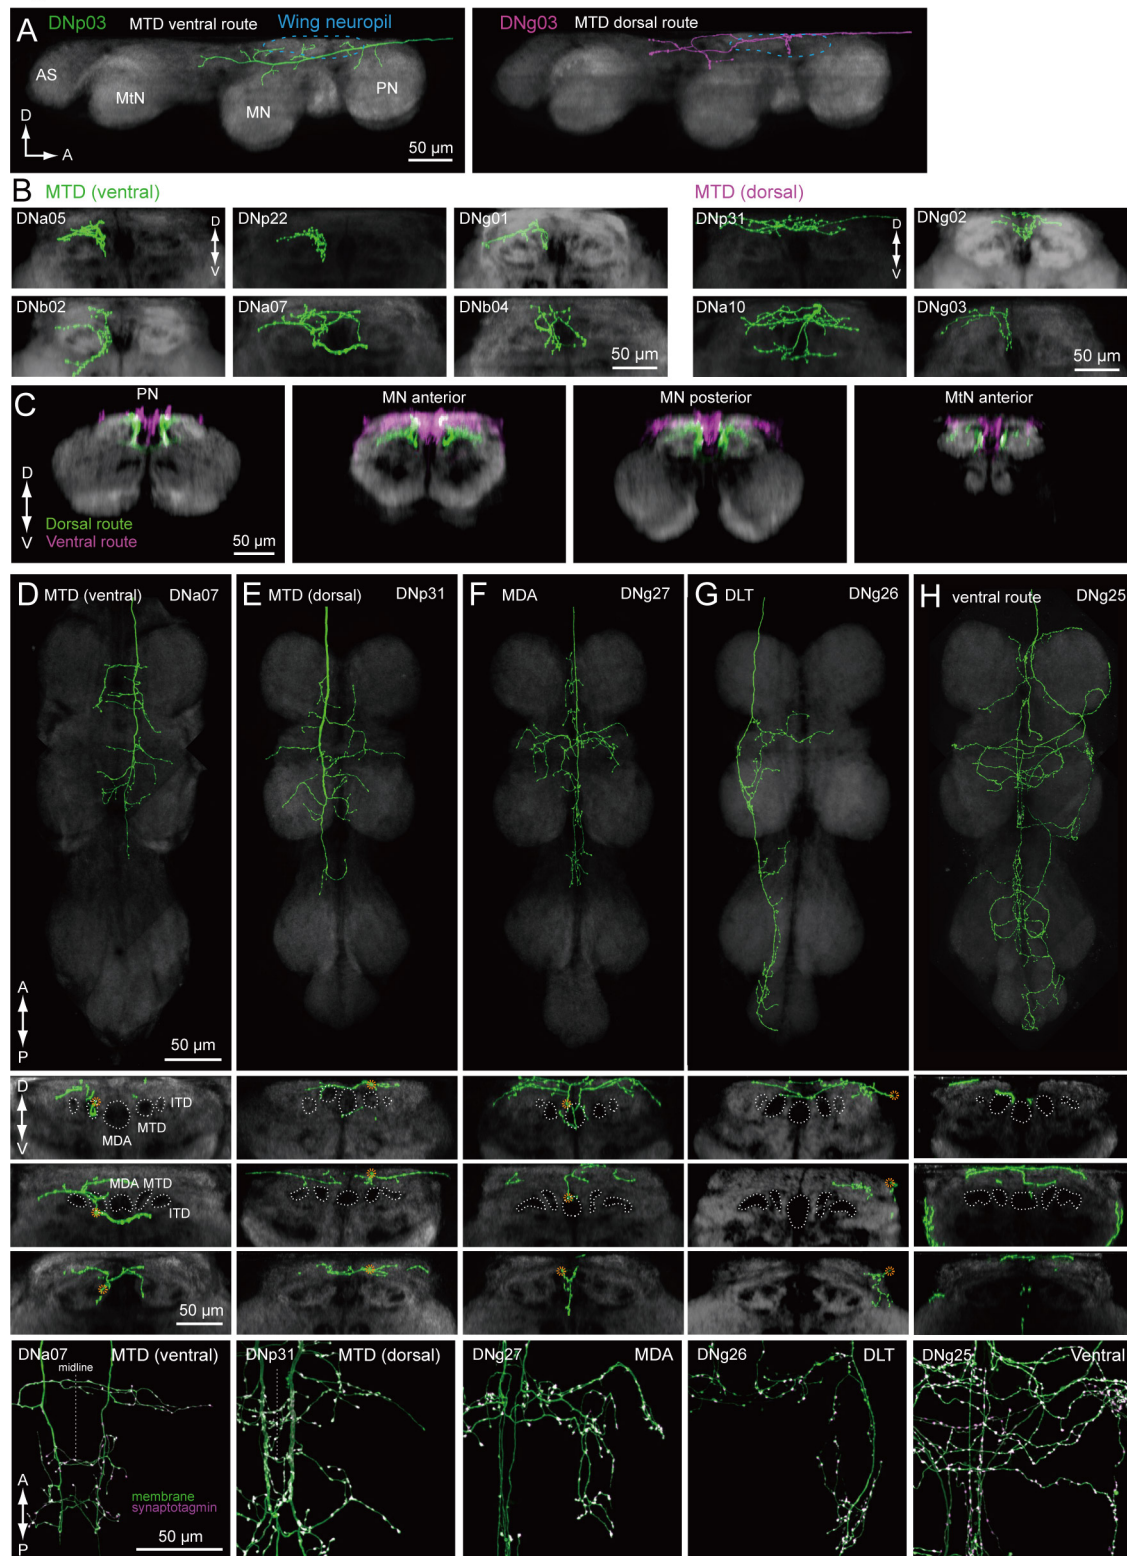 A
DNp03
MTD ventral route
Wing neuropil
AS
MtN
MN
PN
D
A
50 µm
DNg03
MTD dorsal route
B
MTD (ventral)
MTD (dorsal)
DNa05
D
V
DNp22
DNg01
DNp31
D
V
DNg02
DNb02
DNa07
DNb04
50 µm
DNa10
DNg03
50 µm
C
PN
MN anterior
MN posterior
MtN anterior
D
V
Dorsal route
Ventral route
50 µm
D
MTD (ventral)
DNa07
E
MTD (dorsal)
DNp31
F
MDA
DNg27
G
DLT
DNg26
H
ventral route
DNg25
A
P
50 µm
D
V
ITD
MTD
MDA
MDA MTD
ITD
50 µm
DNa07
MTD (ventral)
midline
A
P
membrane
synaptotagmin
50 µm
DNp31
MTD (dorsal)
DNg27
MDA
DNg26
DLT
DNg25
Ventral